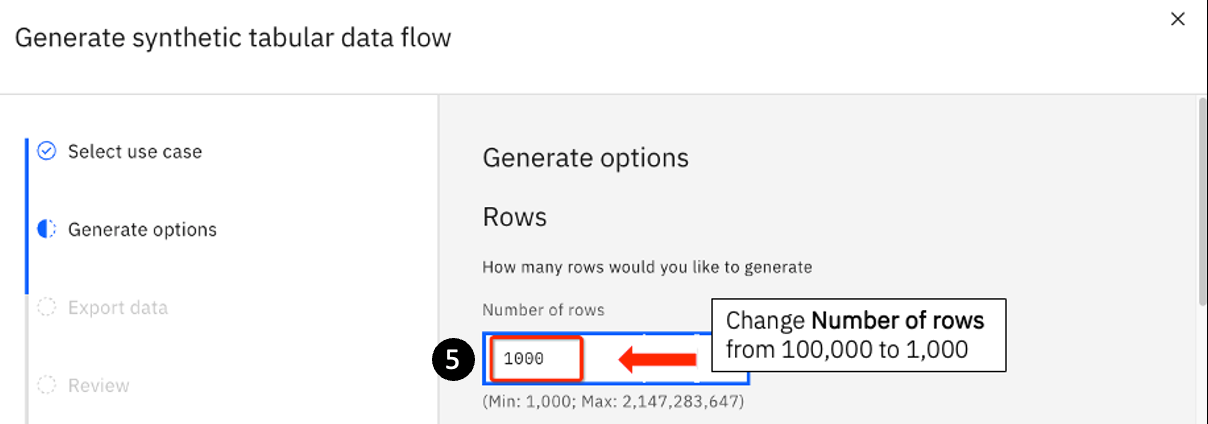 Generate synthetic tabular data flow
Select use case
Generate options
Export data
Review
Generate options
Rows
How many rows would you like to generate
Number of rows
5
1000
Change Number of rows
from 100,000 to 1,000
(Min: 1,000; Max: 2,147,283,647)